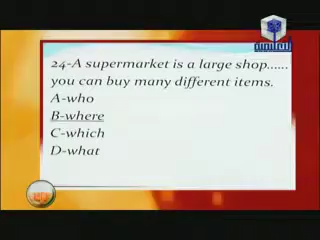 24-A supermarket is a large shop......
you can buy many different items.
A-who
B-where
C-which
D-what